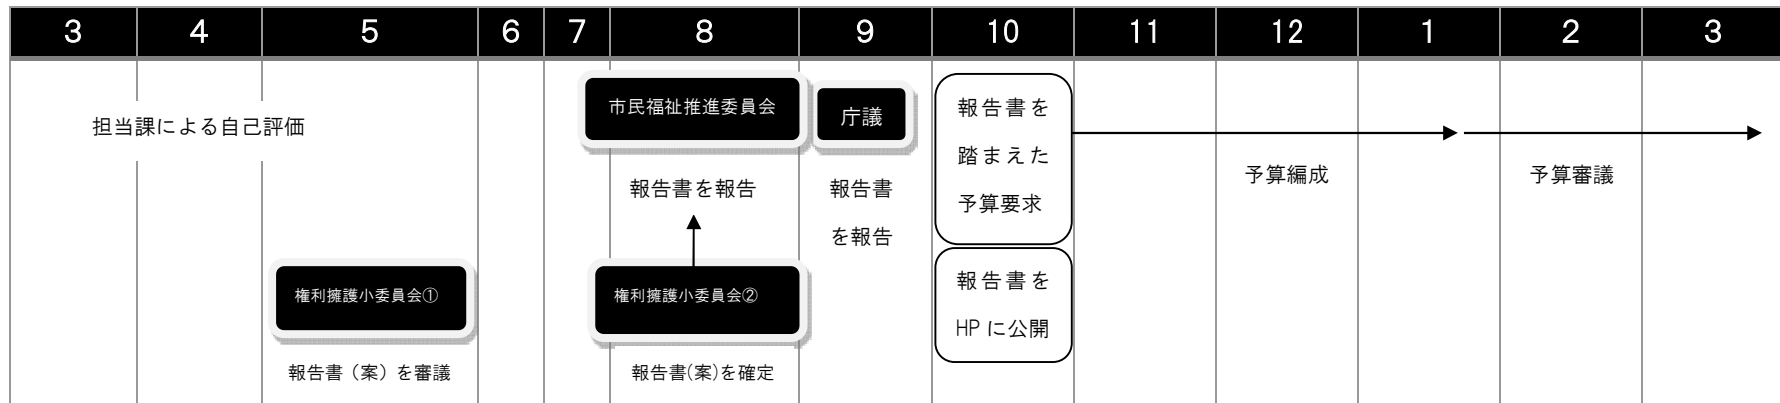 3 4 5 6 7 8 9 10 11 12 1 2 3
担当課による自己評価
市民福祉推進委員会
報告書を報告
庁議
報告書
を報告
報告書を
踏まえた
予算要求
予算編成
予算審議
権利擁護小委員会①
報告書（案）を審議
権利擁護小委員会②
報告書(案)を確定
報告書を
HPに公開